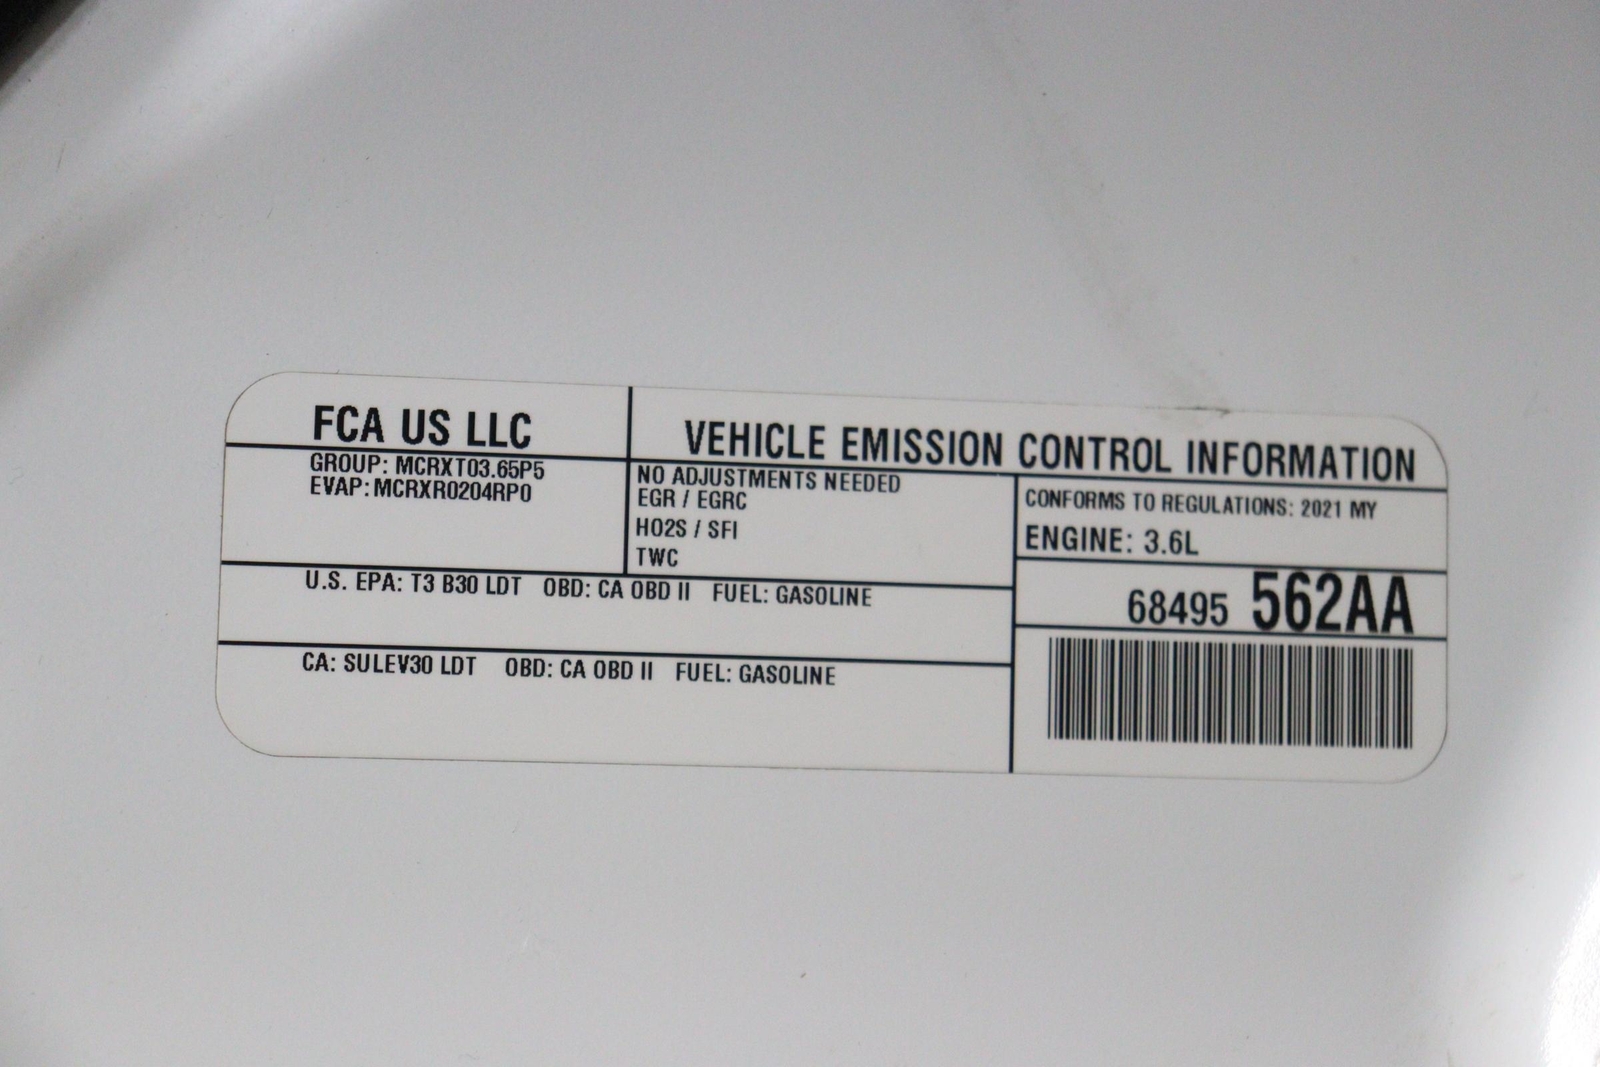 FCA US LLC
VEHICLE EMISSION CONTROL INFORMATION
GROUP: MCRXT03.65P5
EVAP: MCRXR0204RP0
NO ADJUSTMENTS NEEDED
EGR / EGRC
HO2S / SFI
TWC
CONFORMS TO REGULATIONS: 2021 MY
ENGINE: 3.6L
U.S. EPA: T3 B30 LDT OBD: CA OBD II FUEL: GASOLINE
68495 562AA
CA: SULEV30 LDT OBD: CA OBD II FUEL: GASOLINE